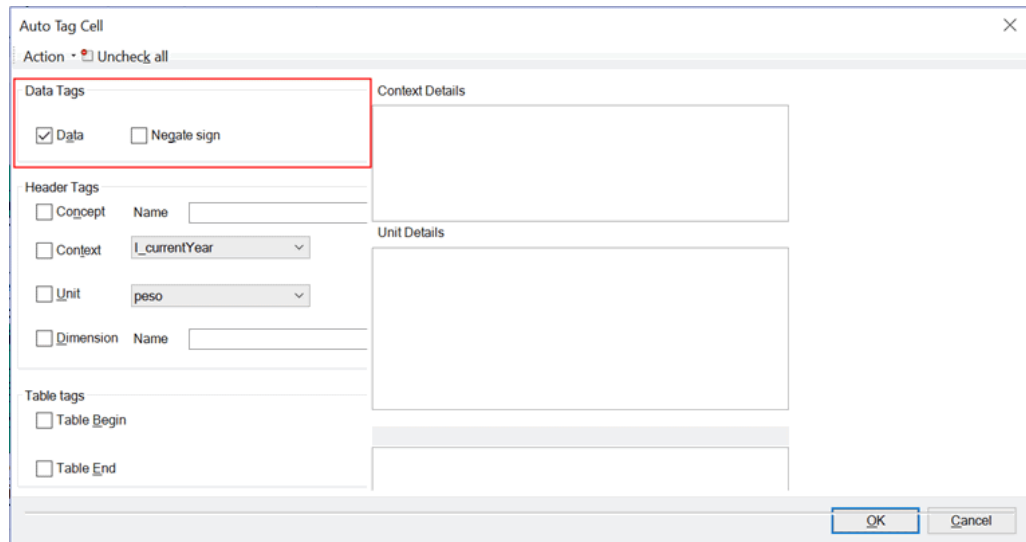 Auto Tag Cell
Action Uncheck all
Data Tags
Data Negate sign
Header Tags
Concept Name
Context I_currentYear
Unit peso
Dimension Name
Table tags
Table Begin
Table End
Context Details
Unit Details
OK Cancel